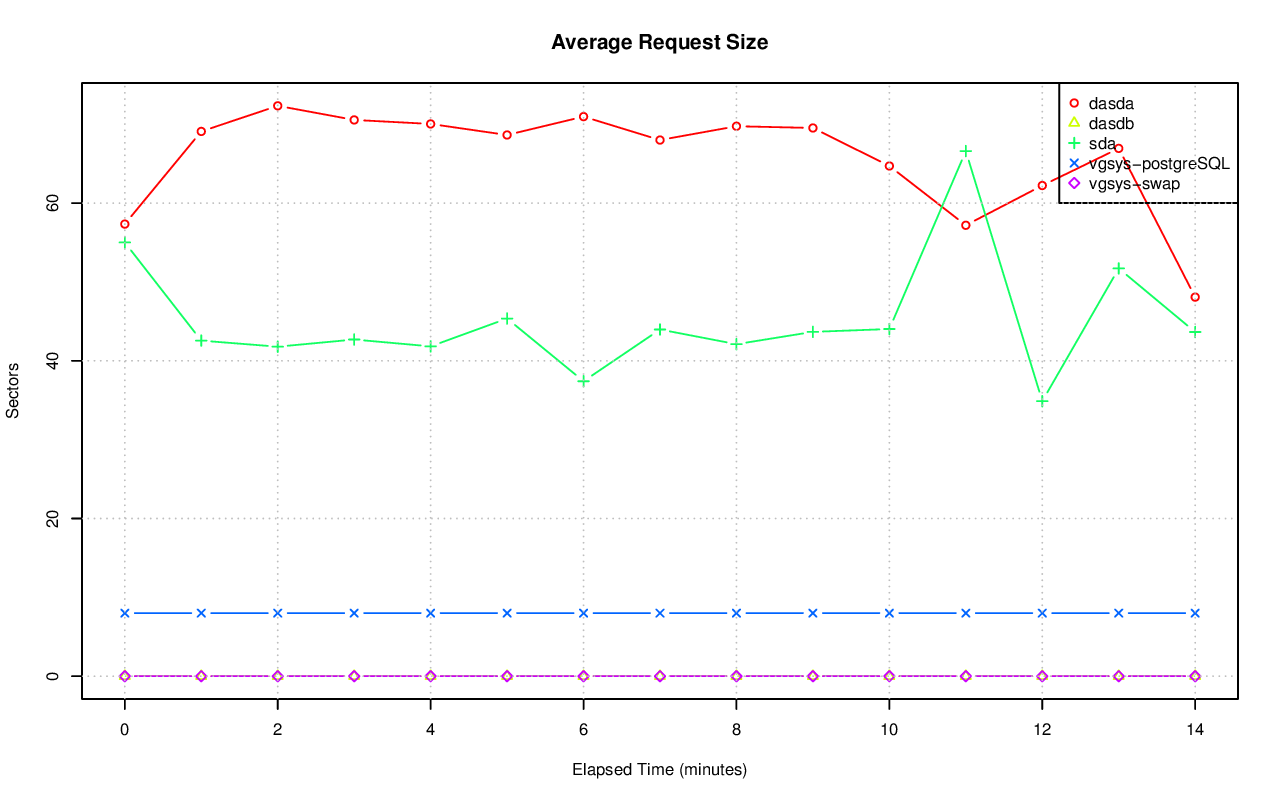 Average Request Size
dasda
dasdb
sda
vgsys-postgreSQL
vgsys-swap
Sectors
60
40
20
0
0 2 4 6 8 10 12 14
Elapsed Time (minutes)